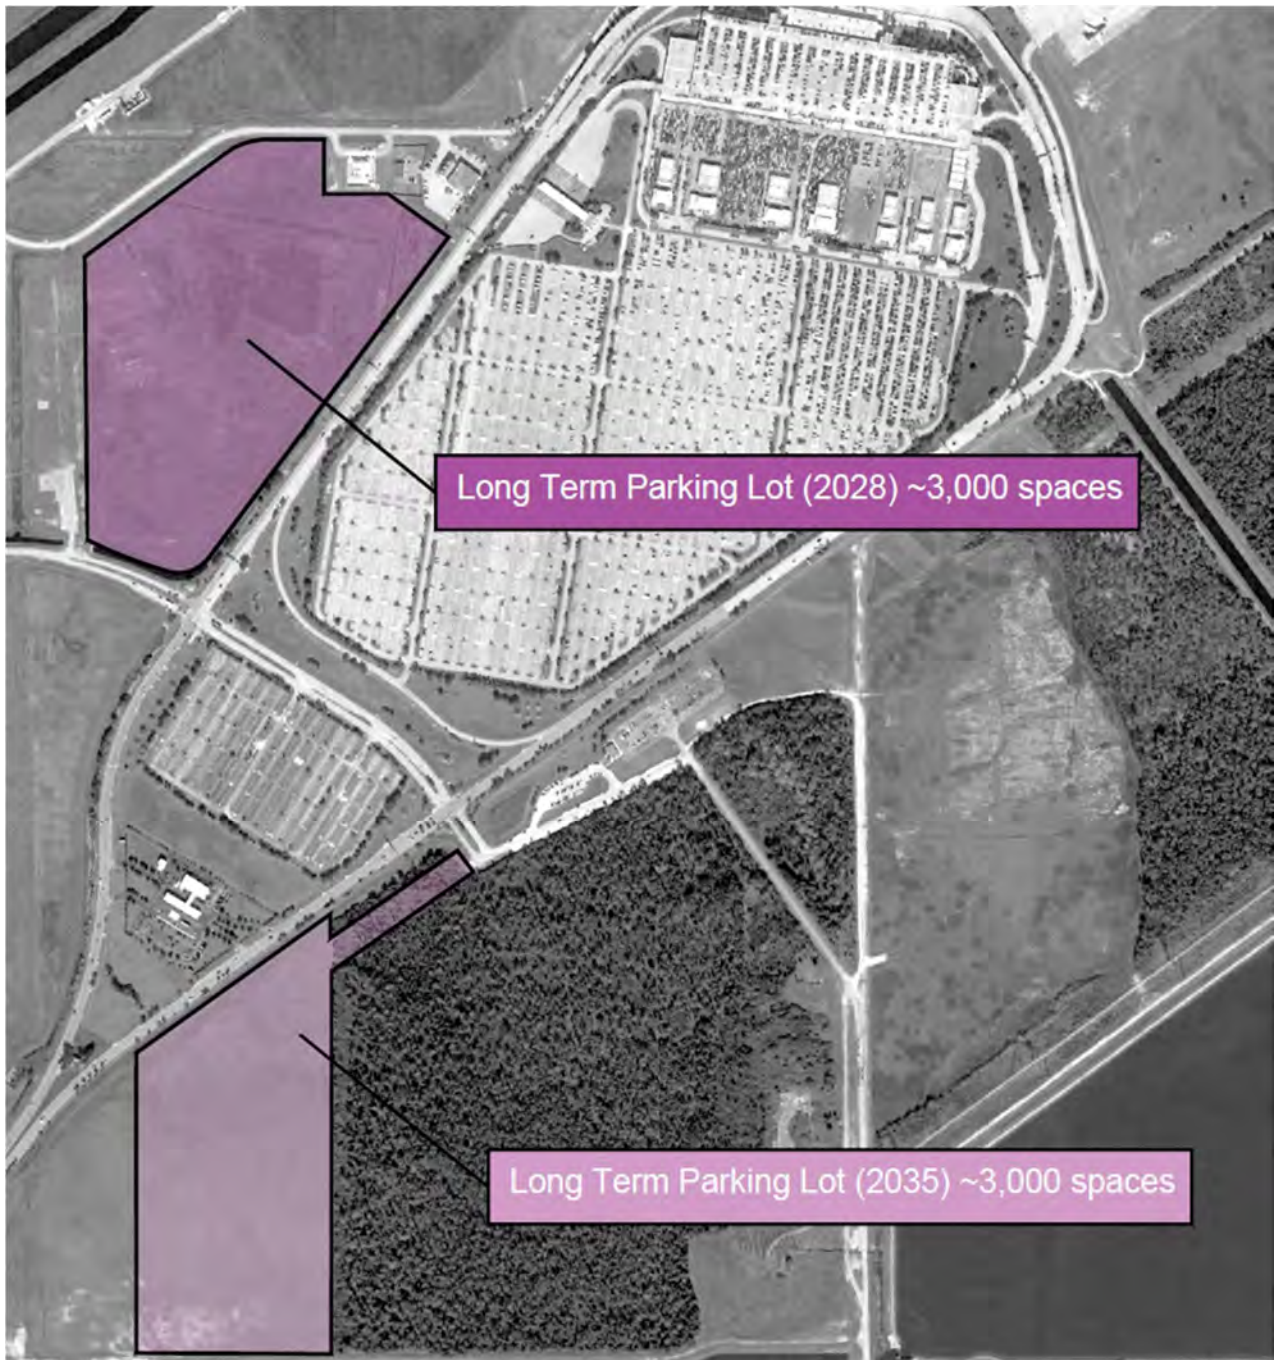 Long Term Parking Lot (2028) ~3,000 spaces
Long Term Parking Lot (2035) ~3,000 spaces